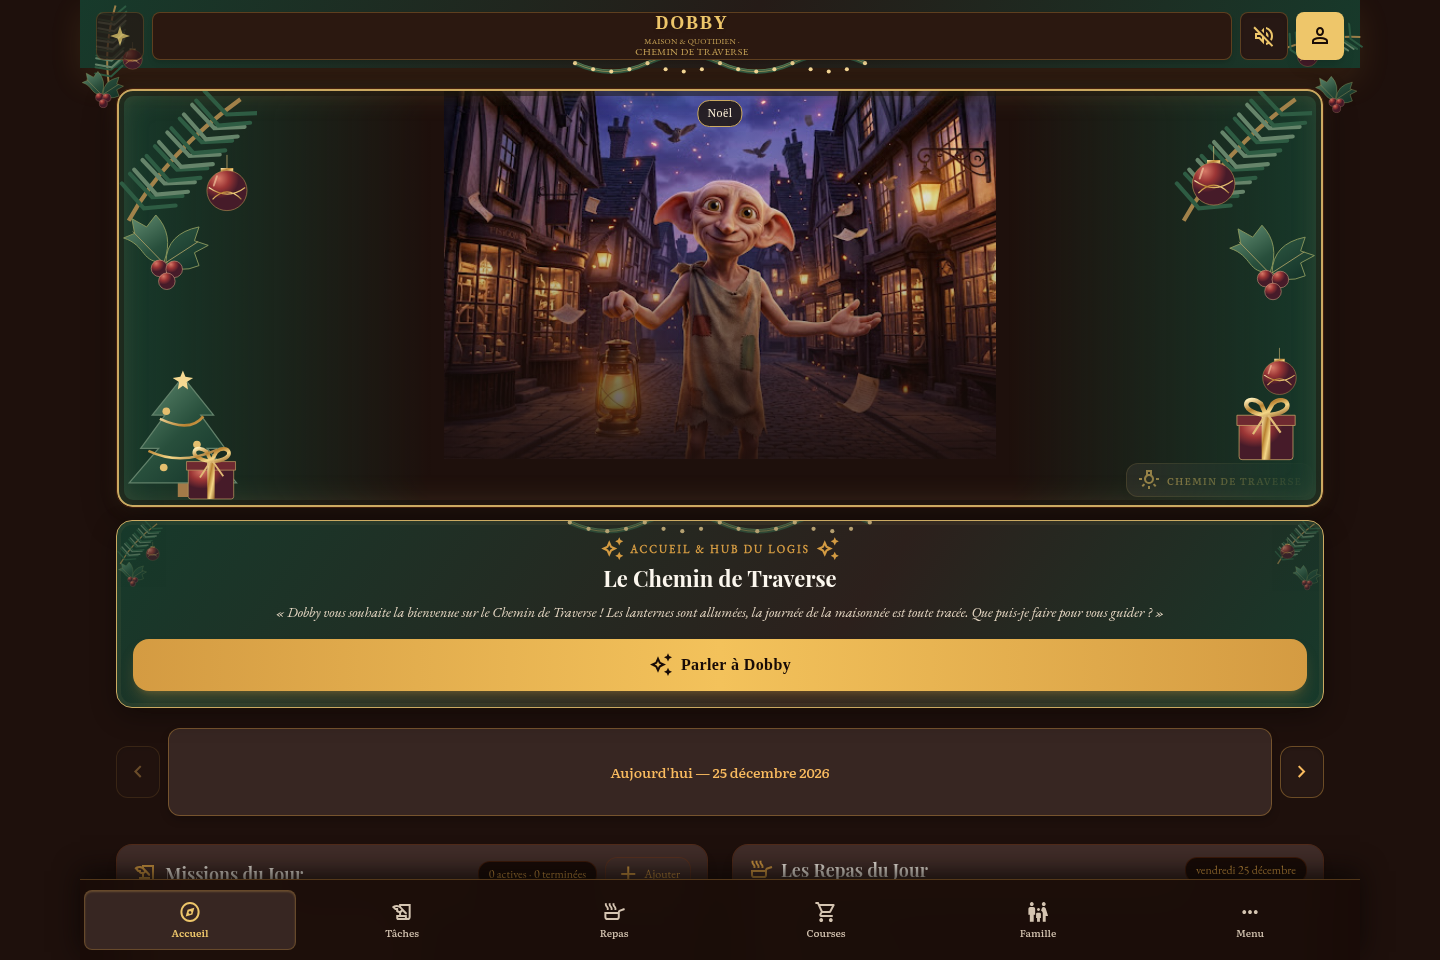 DOBBY
MAISON & QUOTIDIEN ·
CHEMIN DE TRAVERSE
Noël
CHEMIN DE TRAVERSE
ACCUEIL & HUB DU LOGIS
Le Chemin de Traverse
« Dobby vous souhaite la bienvenue sur le Chemin de Traverse ! Les lanternes sont allumées, la journée de la maisonnée est toute tracée. Que puis-je faire pour vous guider ? »
Parler à Dobby
Aujourd'hui — 25 décembre 2026
Missions du Jour
0 actives · 0 terminées
Ajouter
Les Repas du Jour
vendredi 25 décembre
Accueil
Tâches
Repas
Courses
Famille
Menu